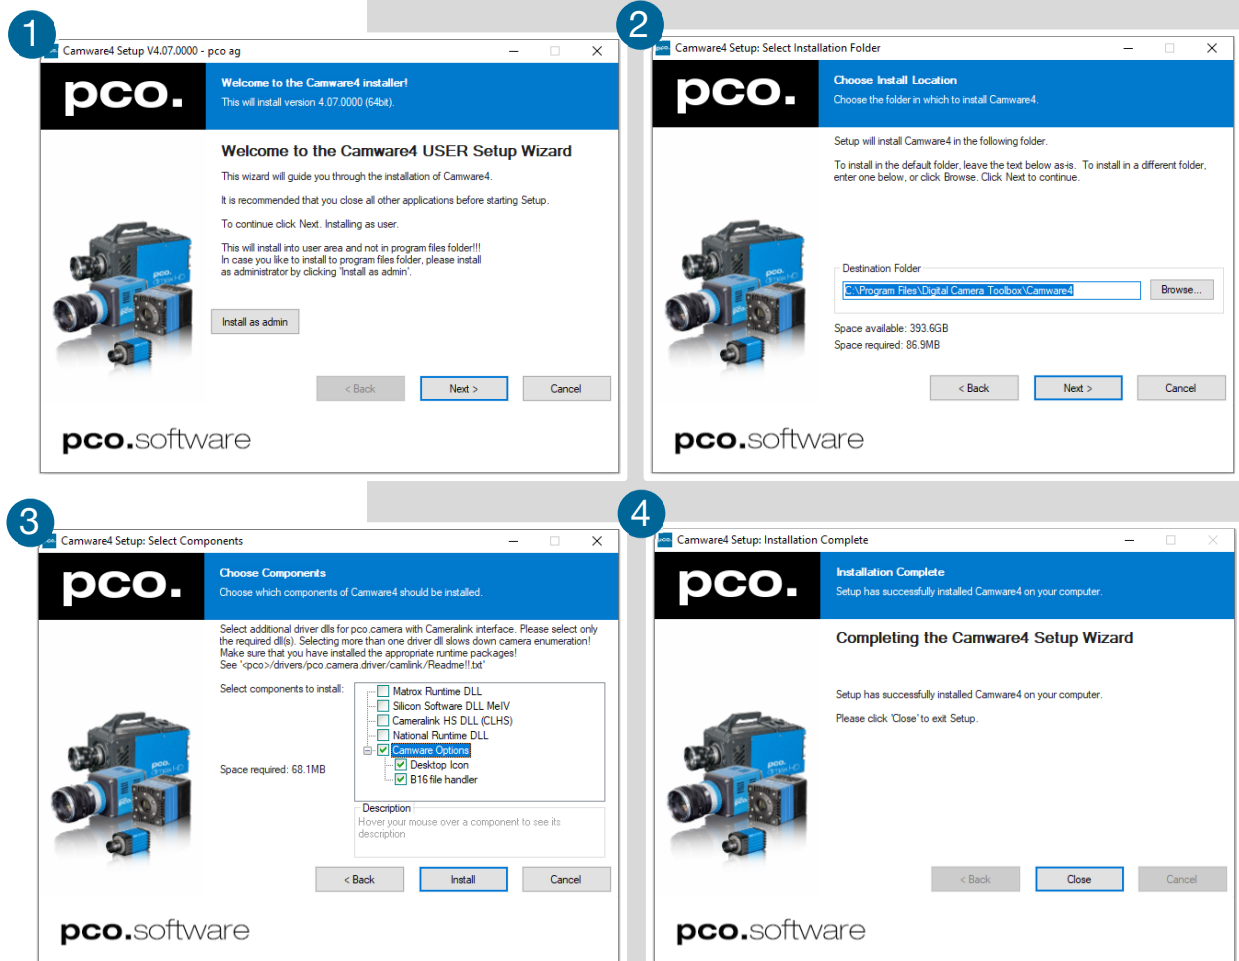 1
Camware4 Setup V4.07.0000 - pco ag
pco.
Welcome to the Camware4 installer!
This will install version 4.07.0000 (64bit).
Welcome to the Camware4 USER Setup Wizard
This wizard will guide you through the installation of Camware4.
It is recommended that you close all other applications before starting Setup.
To continue click Next. Installing as user.
This will install into user area and not in program files folder!!!
In case you like to install to program files folder, please install
as administrator by clicking 'Install as admin'.
Install as admin
< Back
Next >
Cancel
pco.software
2
Camware4 Setup: Select Installation Folder
pco.
Choose Install Location
Choose the folder in which to install Camware4.
Setup will install Camware4 in the following folder.
To install in the default folder, leave the text below as-is. To install in a different folder,
enter one below, or click Browse. Click Next to continue.
Destination Folder
C:\Program Files\Digital Camera Toolbox\Camware4
Browse...
Space available: 393.6GB
Space required: 86.9MB
< Back
Next >
Cancel
pco.software
3
Camware4 Setup: Select Components
pco.
Choose Components
Choose which components of Camware4 should be installed.
Select additional driver dlls for pco.camera with Cameralink interface. Please select only
the required dll(s). Selecting more than one driver dll slows down camera enumeration!
Make sure that you have installed the appropriate runtime packages!
See '<pco>/drivers/pco.camera.driver/camlink/Readme!!.txt'
Select components to install:
Matrox Runtime DLL
Silicon Software DLL MeIV
Cameralink HS DLL (CLHS)
National Runtime DLL
Camware Options
Desktop Icon
B16 file handler
Space required: 68.1MB
Description
Hover your mouse over a component to see its
description
< Back
Install
Cancel
pco.software
4
Camware4 Setup: Installation Complete
pco.
Installation Complete
Setup has successfully installed Camware4 on your computer.
Completing the Camware4 Setup Wizard
Setup has successfully installed Camware4 on your computer.
Please click 'Close' to exit Setup.
< Back
Close
Cancel
pco.software